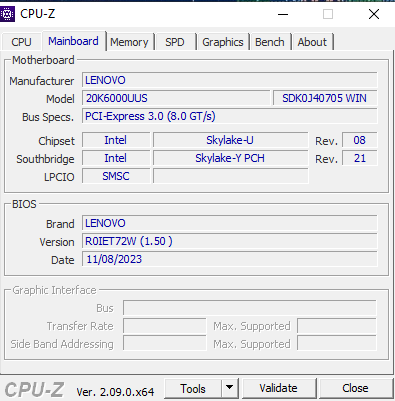 CPU-Z
CPU Mainboard Memory SPD Graphics Bench About
Motherboard
Manufacturer LENOVO
Model 20K6000UUS SDK0J40705 WIN
Bus Specs. PCI-Express 3.0 (8.0 GT/s)
Chipset Intel Skylake-U Rev. 08
Southbridge Intel Skylake-Y PCH Rev. 21
LPCIO SMSC
BIOS
Brand LENOVO
Version R0IET72W (1.50 )
Date 11/08/2023
Graphic Interface
Bus
Transfer Rate Max. Supported
Side Band Addressing Max. Supported
CPU-Z Ver. 2.09.0.x64 Tools Validate Close